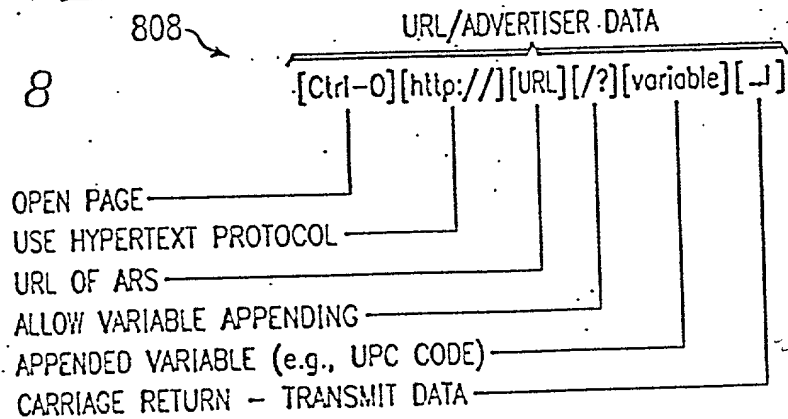 808 URL/ADVERTISER DATA
8
[Ctrl-O][http://][URL][/?][variable][↵]
OPEN PAGE
USE HYPERTEXT PROTOCOL
URL OF ARS
ALLOW VARIABLE APPENDING
APPENDED VARIABLE (e.g., UPC CODE)
CARRIAGE RETURN – TRANSMIT DATA